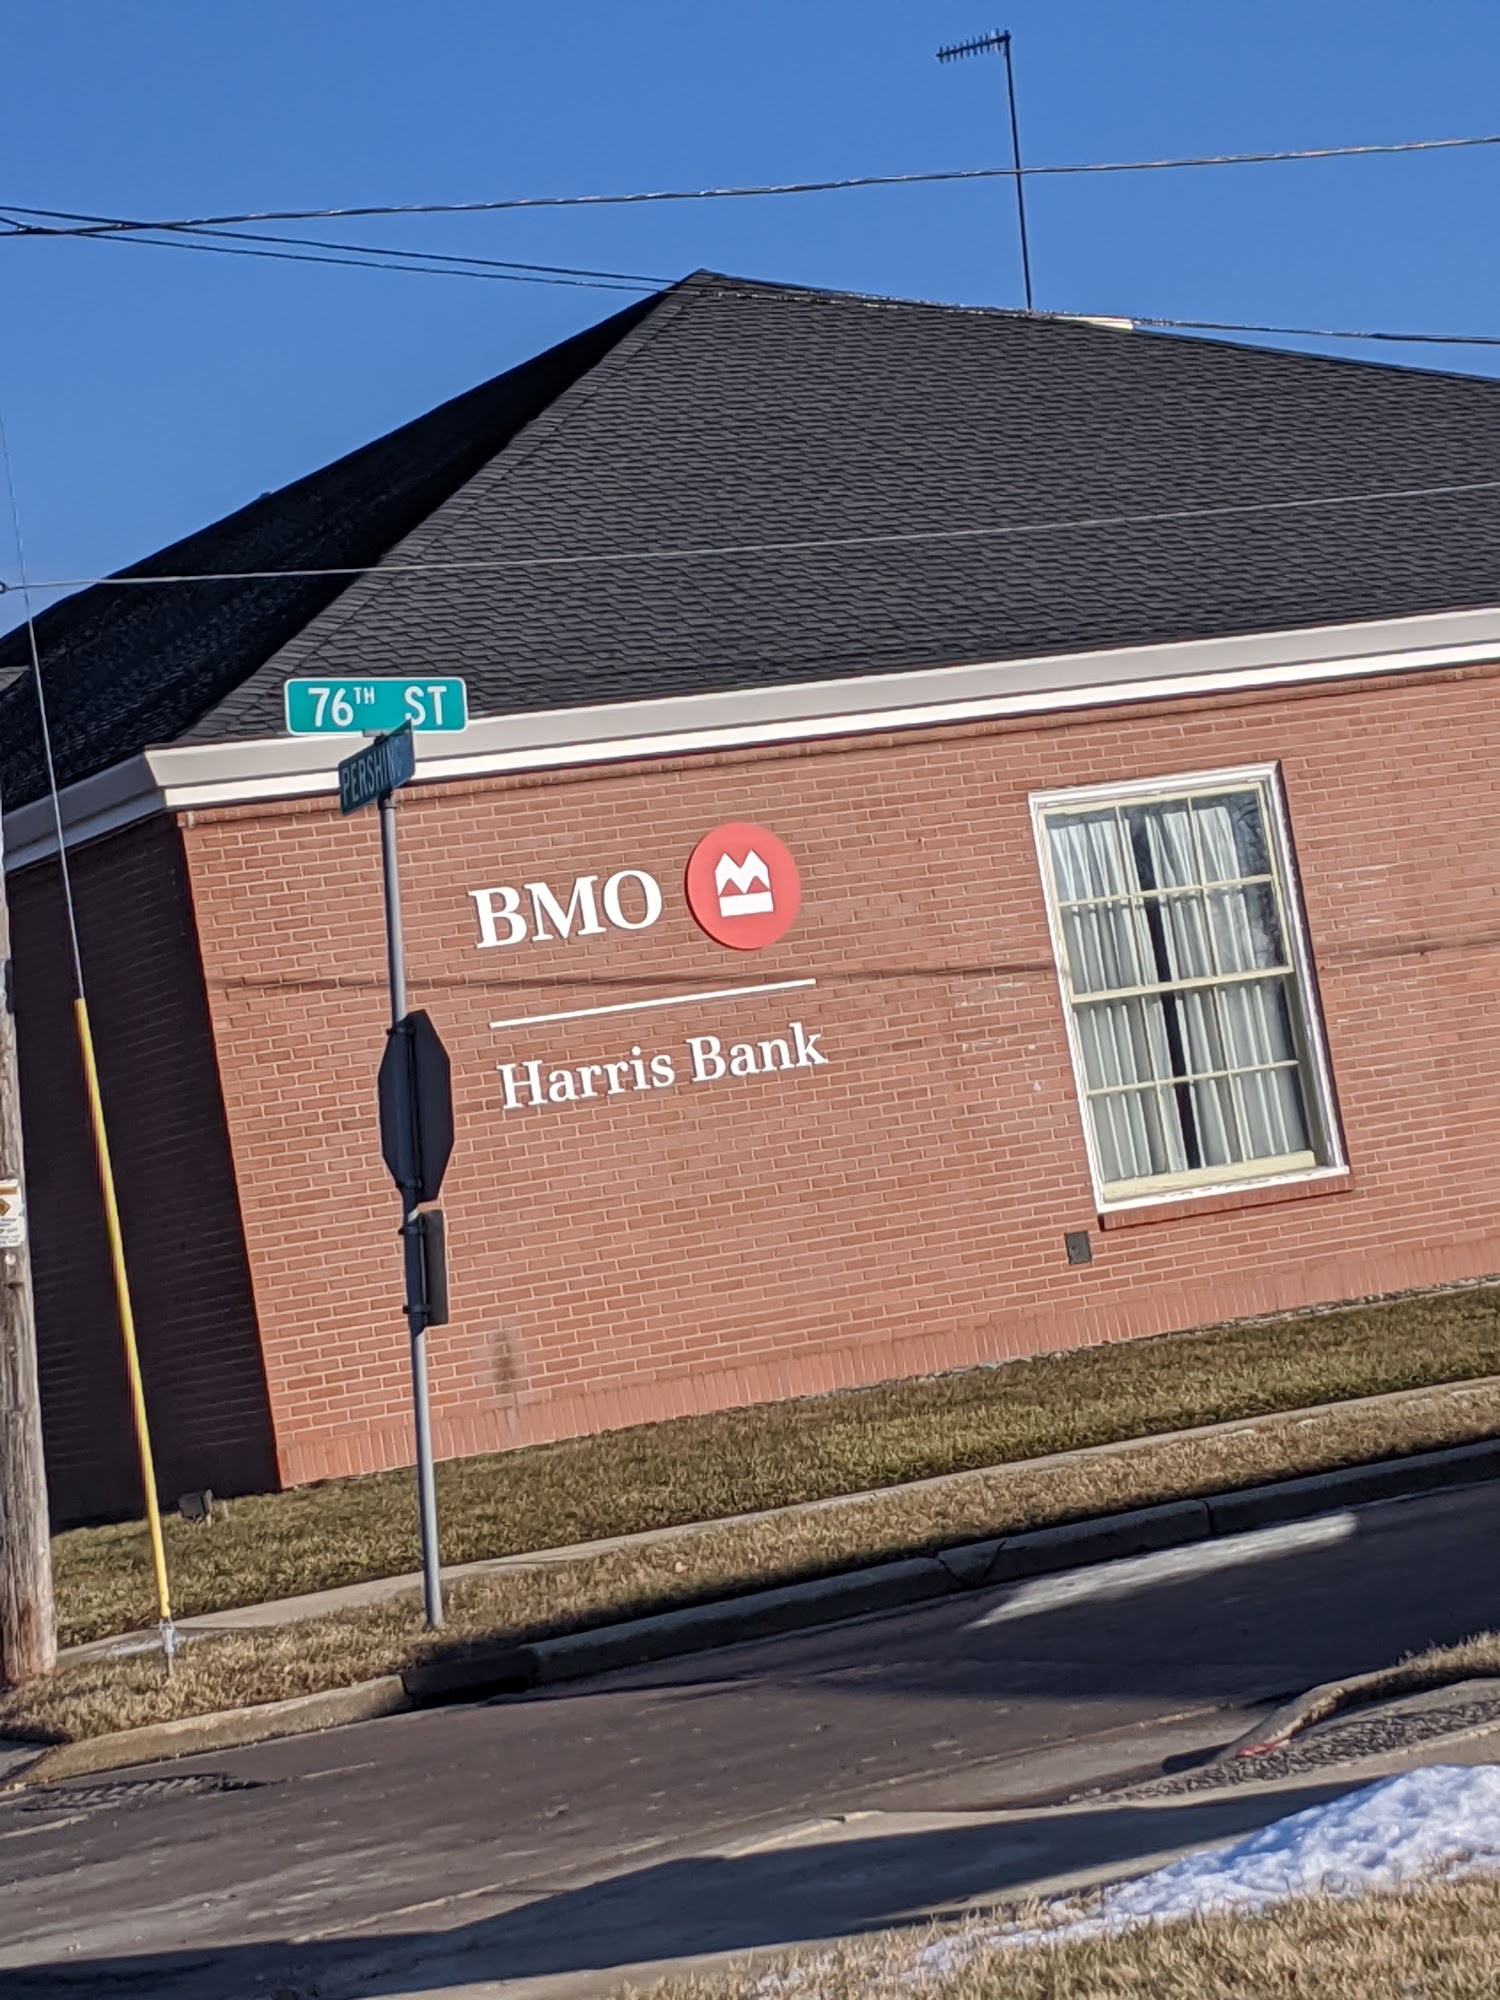 76TH ST
PERSHING
BMO
Harris Bank